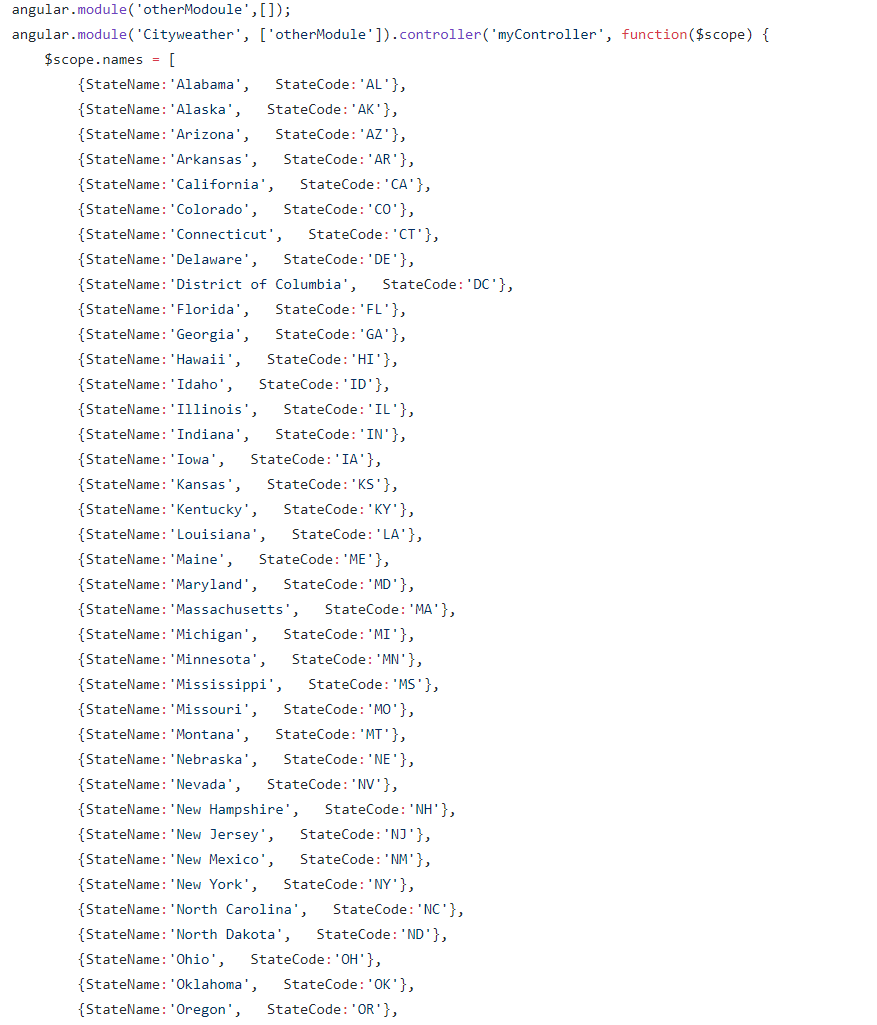 angular.module('otherModoule',[]);
angular.module('Cityweather', ['otherModule']).controller('myController', function($scope) {
    $scope.names = [
        {StateName:'Alabama',   StateCode:'AL'},
        {StateName:'Alaska',   StateCode:'AK'},
        {StateName:'Arizona',   StateCode:'AZ'},
        {StateName:'Arkansas',   StateCode:'AR'},
        {StateName:'California',   StateCode:'CA'},
        {StateName:'Colorado',   StateCode:'CO'},
        {StateName:'Connecticut',   StateCode:'CT'},
        {StateName:'Delaware',   StateCode:'DE'},
        {StateName:'District of Columbia',   StateCode:'DC'},
        {StateName:'Florida',   StateCode:'FL'},
        {StateName:'Georgia',   StateCode:'GA'},
        {StateName:'Hawaii',   StateCode:'HI'},
        {StateName:'Idaho',   StateCode:'ID'},
        {StateName:'Illinois',   StateCode:'IL'},
        {StateName:'Indiana',   StateCode:'IN'},
        {StateName:'Iowa',   StateCode:'IA'},
        {StateName:'Kansas',   StateCode:'KS'},
        {StateName:'Kentucky',   StateCode:'KY'},
        {StateName:'Louisiana',   StateCode:'LA'},
        {StateName:'Maine',   StateCode:'ME'},
        {StateName:'Maryland',   StateCode:'MD'},
        {StateName:'Massachusetts',   StateCode:'MA'},
        {StateName:'Michigan',   StateCode:'MI'},
        {StateName:'Minnesota',   StateCode:'MN'},
        {StateName:'Mississippi',   StateCode:'MS'},
        {StateName:'Missouri',   StateCode:'MO'},
        {StateName:'Montana',   StateCode:'MT'},
        {StateName:'Nebraska',   StateCode:'NE'},
        {StateName:'Nevada',   StateCode:'NV'},
        {StateName:'New Hampshire',   StateCode:'NH'},
        {StateName:'New Jersey',   StateCode:'NJ'},
        {StateName:'New Mexico',   StateCode:'NM'},
        {StateName:'New York',   StateCode:'NY'},
        {StateName:'North Carolina',   StateCode:'NC'},
        {StateName:'North Dakota',   StateCode:'ND'},
        {StateName:'Ohio',   StateCode:'OH'},
        {StateName:'Oklahoma',   StateCode:'OK'},
        {StateName:'Oregon',   StateCode:'OR'},